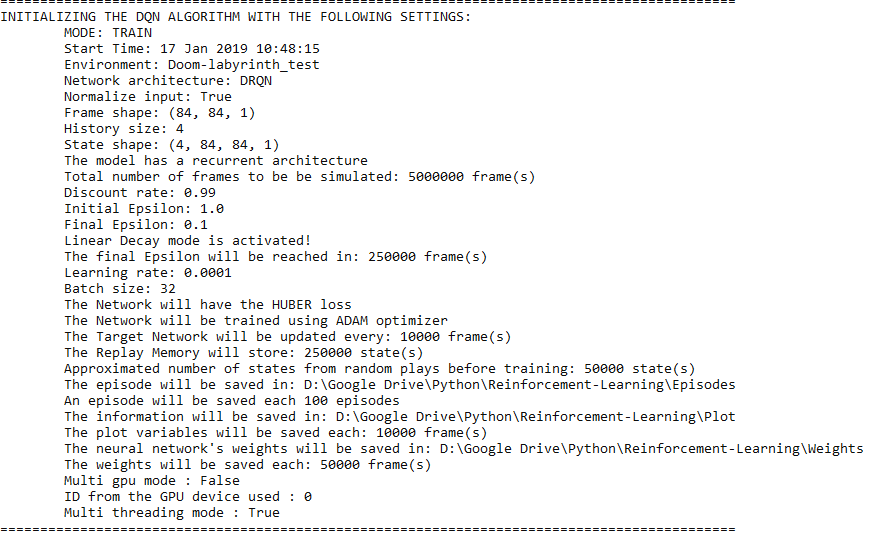 ============================================================================================
INITIALIZING THE DQN ALGORITHM WITH THE FOLLOWING SETTINGS:
MODE: TRAIN
Start Time: 17 Jan 2019 10:48:15
Environment: Doom-labyrinth_test
Network architecture: DRQN
Normalize input: True
Frame shape: (84, 84, 1)
History size: 4
State shape: (4, 84, 84, 1)
The model has a recurrent architecture
Total number of frames to be be simulated: 5000000 frame(s)
Discount rate: 0.99
Initial Epsilon: 1.0
Final Epsilon: 0.1
Linear Decay mode is activated!
The final Epsilon will be reached in: 250000 frame(s)
Learning rate: 0.0001
Batch size: 32
The Network will have the HUBER loss
The Network will be trained using ADAM optimizer
The Target Network will be updated every: 10000 frame(s)
The Replay Memory will store: 250000 state(s)
Approximated number of states from random plays before training: 50000 state(s)
The episode will be saved in: D:\Google Drive\Python\Reinforcement-Learning\Episodes
An episode will be saved each 100 episodes
The information will be saved in: D:\Google Drive\Python\Reinforcement-Learning\Plot
The plot variables will be saved each: 10000 frame(s)
The neural network's weights will be saved in: D:\Google Drive\Python\Reinforcement-Learning\Weights
The weights will be saved each: 50000 frame(s)
Multi gpu mode : False
ID from the GPU device used : 0
Multi threading mode : True
============================================================================================